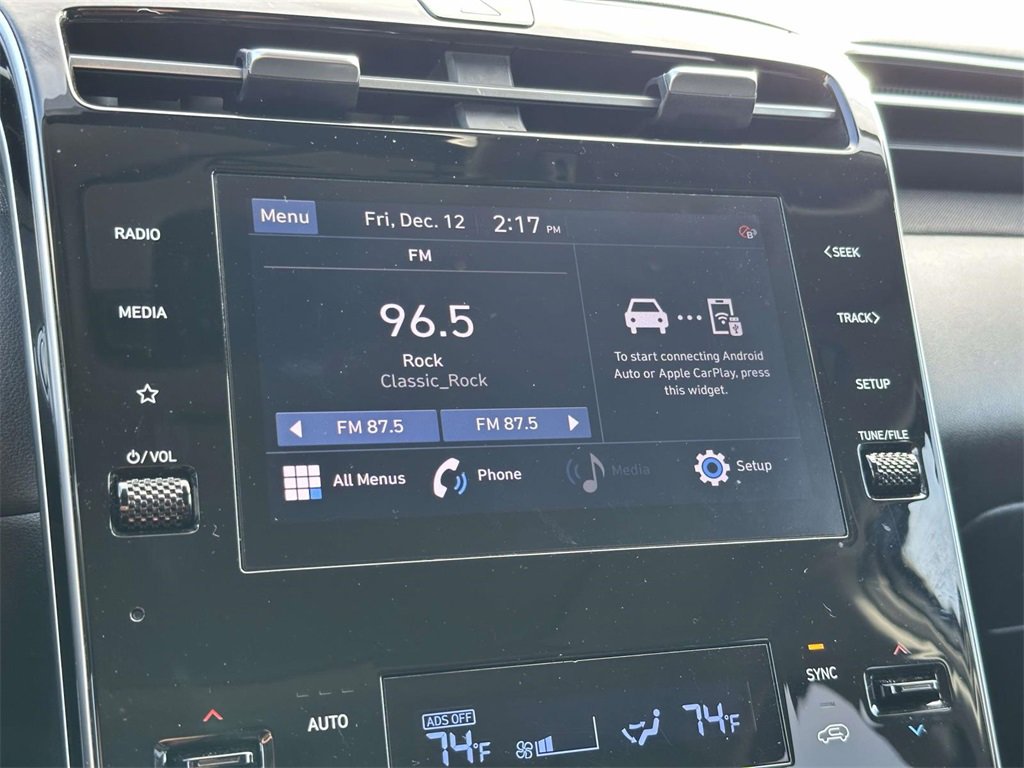 Menu Fri, Dec. 12 2:17 PM
B
RADIO
FM
SEEK
MEDIA
96.5
TRACK
Rock
Classic_Rock
To start connecting Android
Auto or Apple CarPlay, press
this widget.
SETUP
FM 87.5 FM 87.5
TUNE/FILE
/ VOL
All Menus Phone Media Setup
AUTO
ADS OFF
74°F 74°F
SYNC